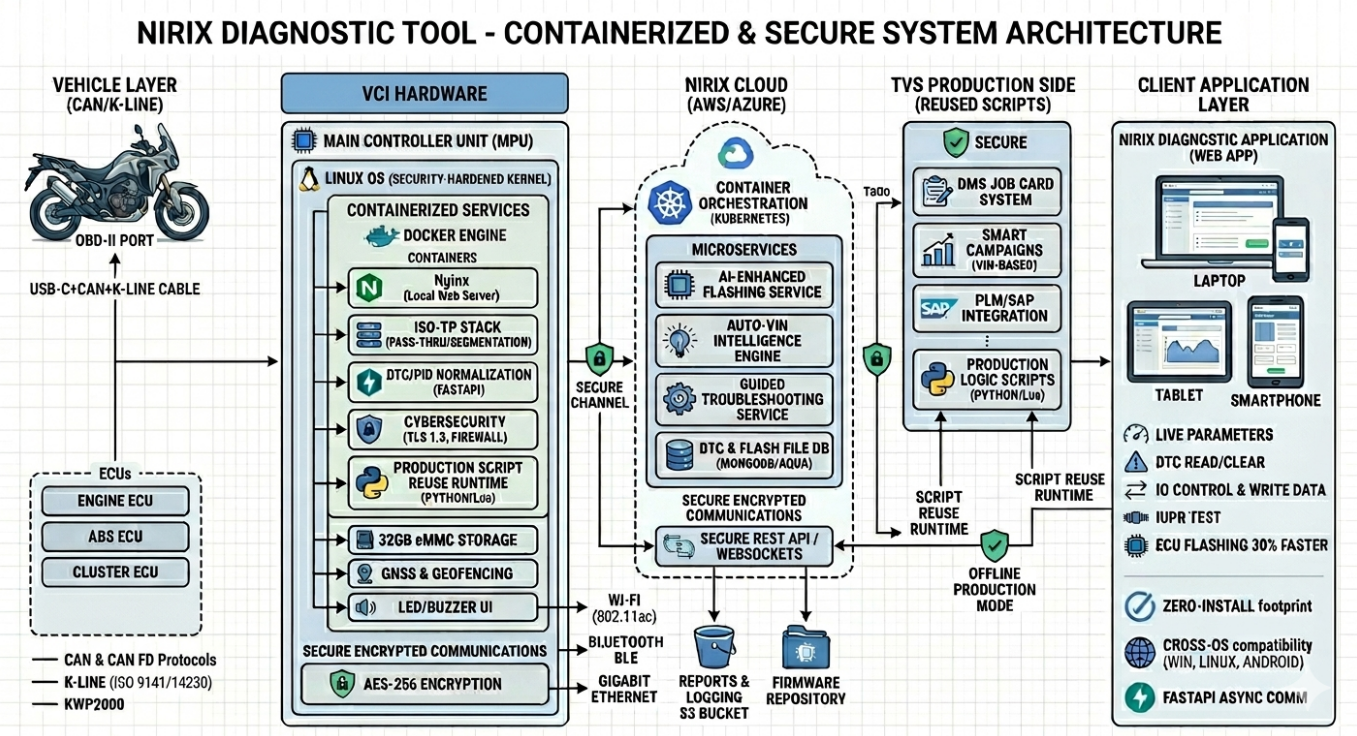 NIRIX DIAGNOSTIC TOOL - CONTAINERIZED & SECURE SYSTEM ARCHITECTURE
VEHICLE LAYER
(CAN/K-LINE)
OBD-II PORT
USB-C+CAN+K-LINE CABLE
ECUs
ENGINE ECU
ABS ECU
CLUSTER ECU
CAN & CAN FD Protocols
K-LINE (ISO 9141/14230)
KWP2000
VCI HARDWARE
MAIN CONTROLLER UNIT (MPU)
LINUX OS (SECURITY-HARDENED KERNEL)
CONTAINERIZED SERVICES
DOCKER ENGINE
CONTAINERS
N
Nyinx
(Local Web Server)
ISO-TP STACK
(PASS-THRU/SEGMENTATION)
DTC/PID NORMALIZATION
(FASTAPI)
CYBERSECURITY
(TLS 1.3, FIREWALL)
PRODUCTION SCRIPT
REUSE RUNTIME
(PYTHON/Lua)
32GB eMMC STORAGE
GNSS & GEOFENCING
LED/BUZZER UI
SECURE ENCRYPTED COMMUNICATIONS
AES-256 ENCRYPTION
WI-FI
(802.11ac)
BLUETOOTH
BLE
GIGABIT
ETHERNET
SECURE
CHANNEL
NIRIX CLOUD
(AWS/AZURE)
CONTAINER
ORCHESTRATION
(KUBERNETES)
MICROSERVICES
AI-ENHANCED
FLASHING SERVICE
AUTO-VIN
INTELLIGENCE
ENGINE
GUIDED
TROUBLESHOOTING
SERVICE
DTC & FLASH FILE DB
(MONGODB/AQUA)
SECURE ENCRYPTED
COMMUNICATIONS
SECURE REST API /
WEBSOCKETS
REPORTS &
LOGGING
S3 BUCKET
FIRMWARE
REPOSITORY
TVS PRODUCTION SIDE
(REUSED SCRIPTS)
SECURE
DMS JOB CARD
SYSTEM
SMART
CAMPAIGNS
(VIN-BASED)
SAP
PLM/SAP
INTEGRATION
PRODUCTION
LOGIC SCRIPTS
(PYTHON/Lua)
SCRIPT
REUSE
RUNTIME
SCRIPT REUSE
RUNTIME
OFFLINE
PRODUCTION
MODE
CLIENT APPLICATION
LAYER
NIRIX DIAGNCSTIC APPLICATION
(WEB APP)
LAPTOP
TABLET
SMARTPHONE
LIVE PARAMETERS
DTC READ/CLEAR
IO CONTROL & WRITE DATA
IUPR TEST
ECU FLASHING 30% FASTER
ZERO-INSTALL footprint
CROSS-OS compatibility
(WIN, LINUX, ANDROID)
FASTAPI ASYNC COMM